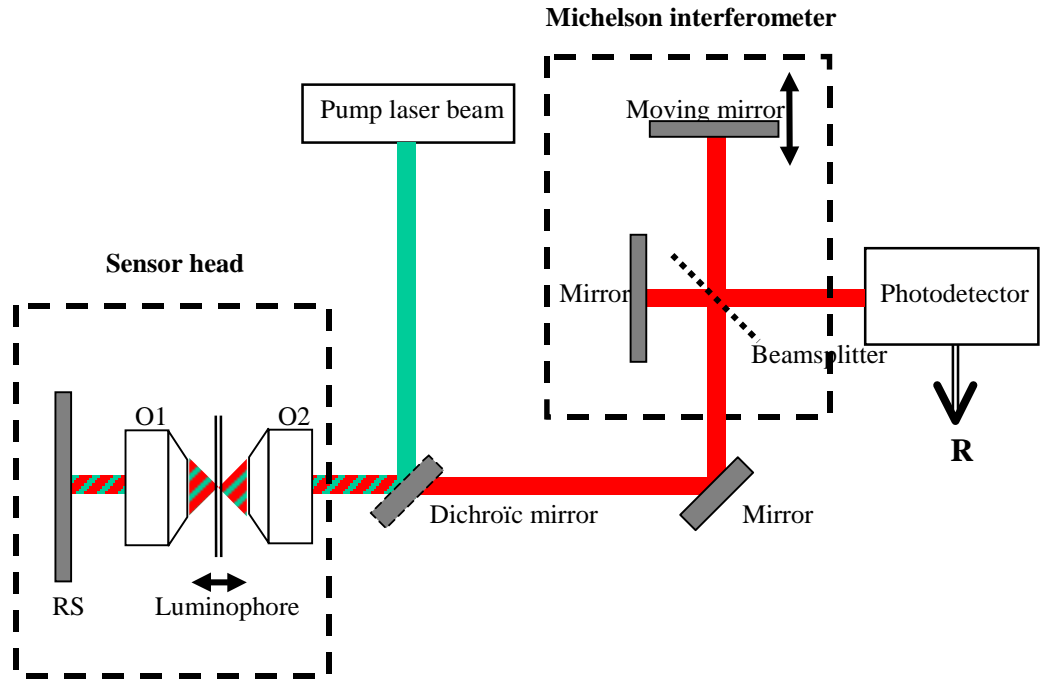 Michelson interferometer
Pump laser beam
Moving mirror
Sensor head
Mirror
Photodetector
Beamsplitter
O1
O2
R
Dichroïc mirror
Mirror
RS
Luminophore